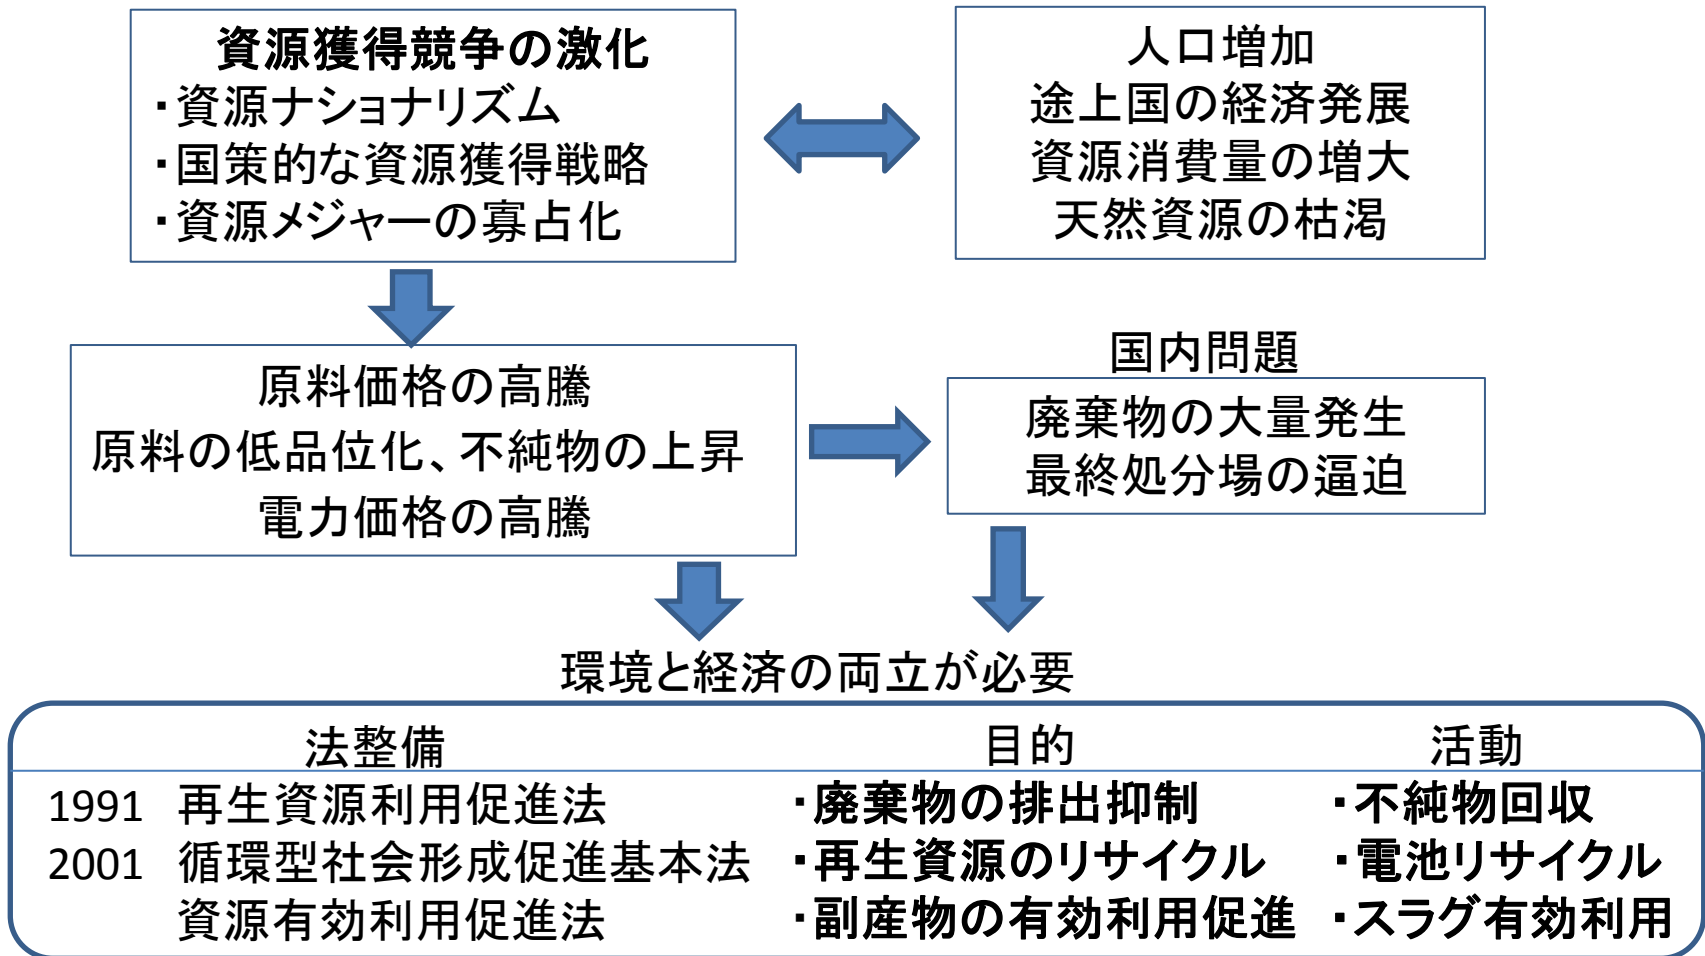 資源獲得競争の激化
・資源ナショナリズム
・国策的な資源獲得戦略
・資源メジャーの寡占化
人口増加
途上国の経済発展
資源消費量の増大
天然資源の枯渇
原料価格の高騰
原料の低品位化、不純物の上昇
電力価格の高騰
国内問題
廃棄物の大量発生
最終処分場の逼迫
環境と経済の両立が必要
法整備 目的 活動
1991 再生資源利用促進法 ・廃棄物の排出抑制 ・不純物回収
2001 循環型社会形成促進基本法 ・再生資源のリサイクル ・電池リサイクル
資源有効利用促進法 ・副産物の有効利用促進 ・スラグ有効利用